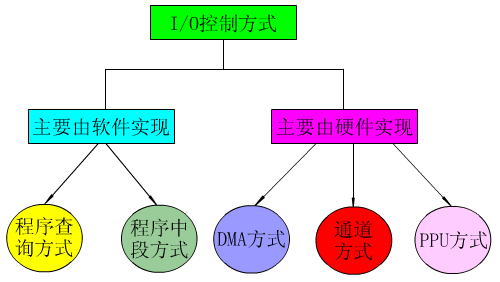 I/O控制方式
主要由软件实现
主要由硬件实现
程序查
询方式
程序中
段方式
DMA方式
通道
方式
PPU方式